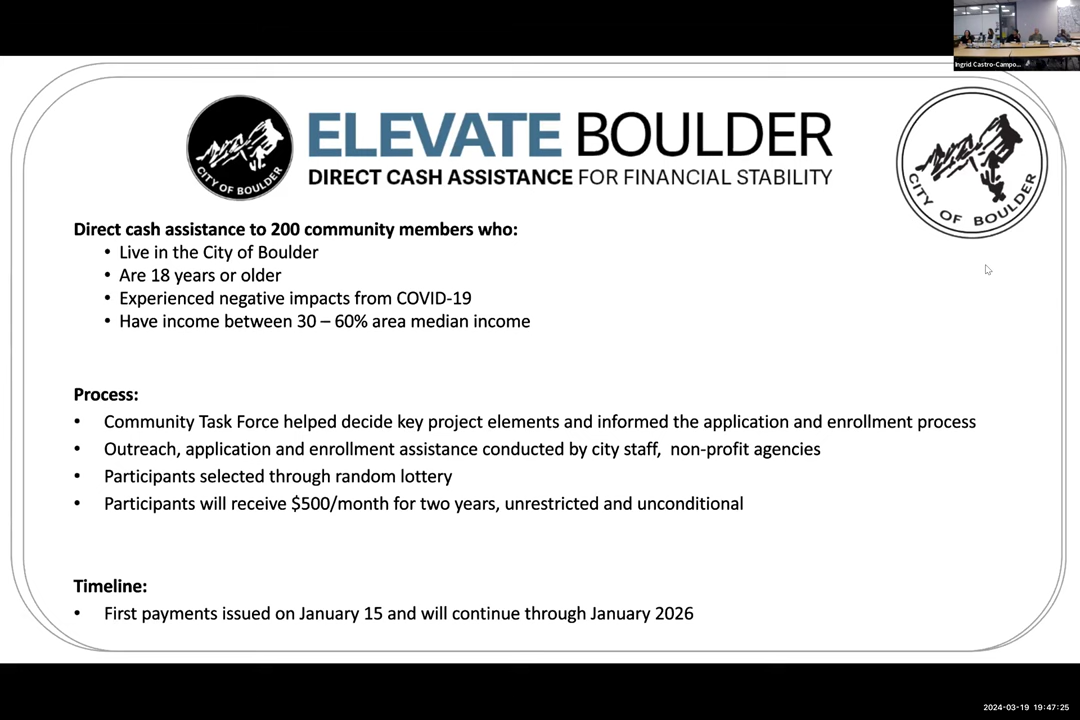 Ingrid Castro-Campo...
ELEVATE BOULDER
DIRECT CASH ASSISTANCE FOR FINANCIAL STABILITY
CITY OF BOULDER
CITY OF BOULDER
Direct cash assistance to 200 community members who:
• Live in the City of Boulder
• Are 18 years or older
• Experienced negative impacts from COVID-19
• Have income between 30 – 60% area median income
Process:
• Community Task Force helped decide key project elements and informed the application and enrollment process
• Outreach, application and enrollment assistance conducted by city staff,  non-profit agencies
• Participants selected through random lottery
• Participants will receive $500/month for two years, unrestricted and unconditional
Timeline:
• First payments issued on January 15 and will continue through January 2026
2024-03-19 19:47:25